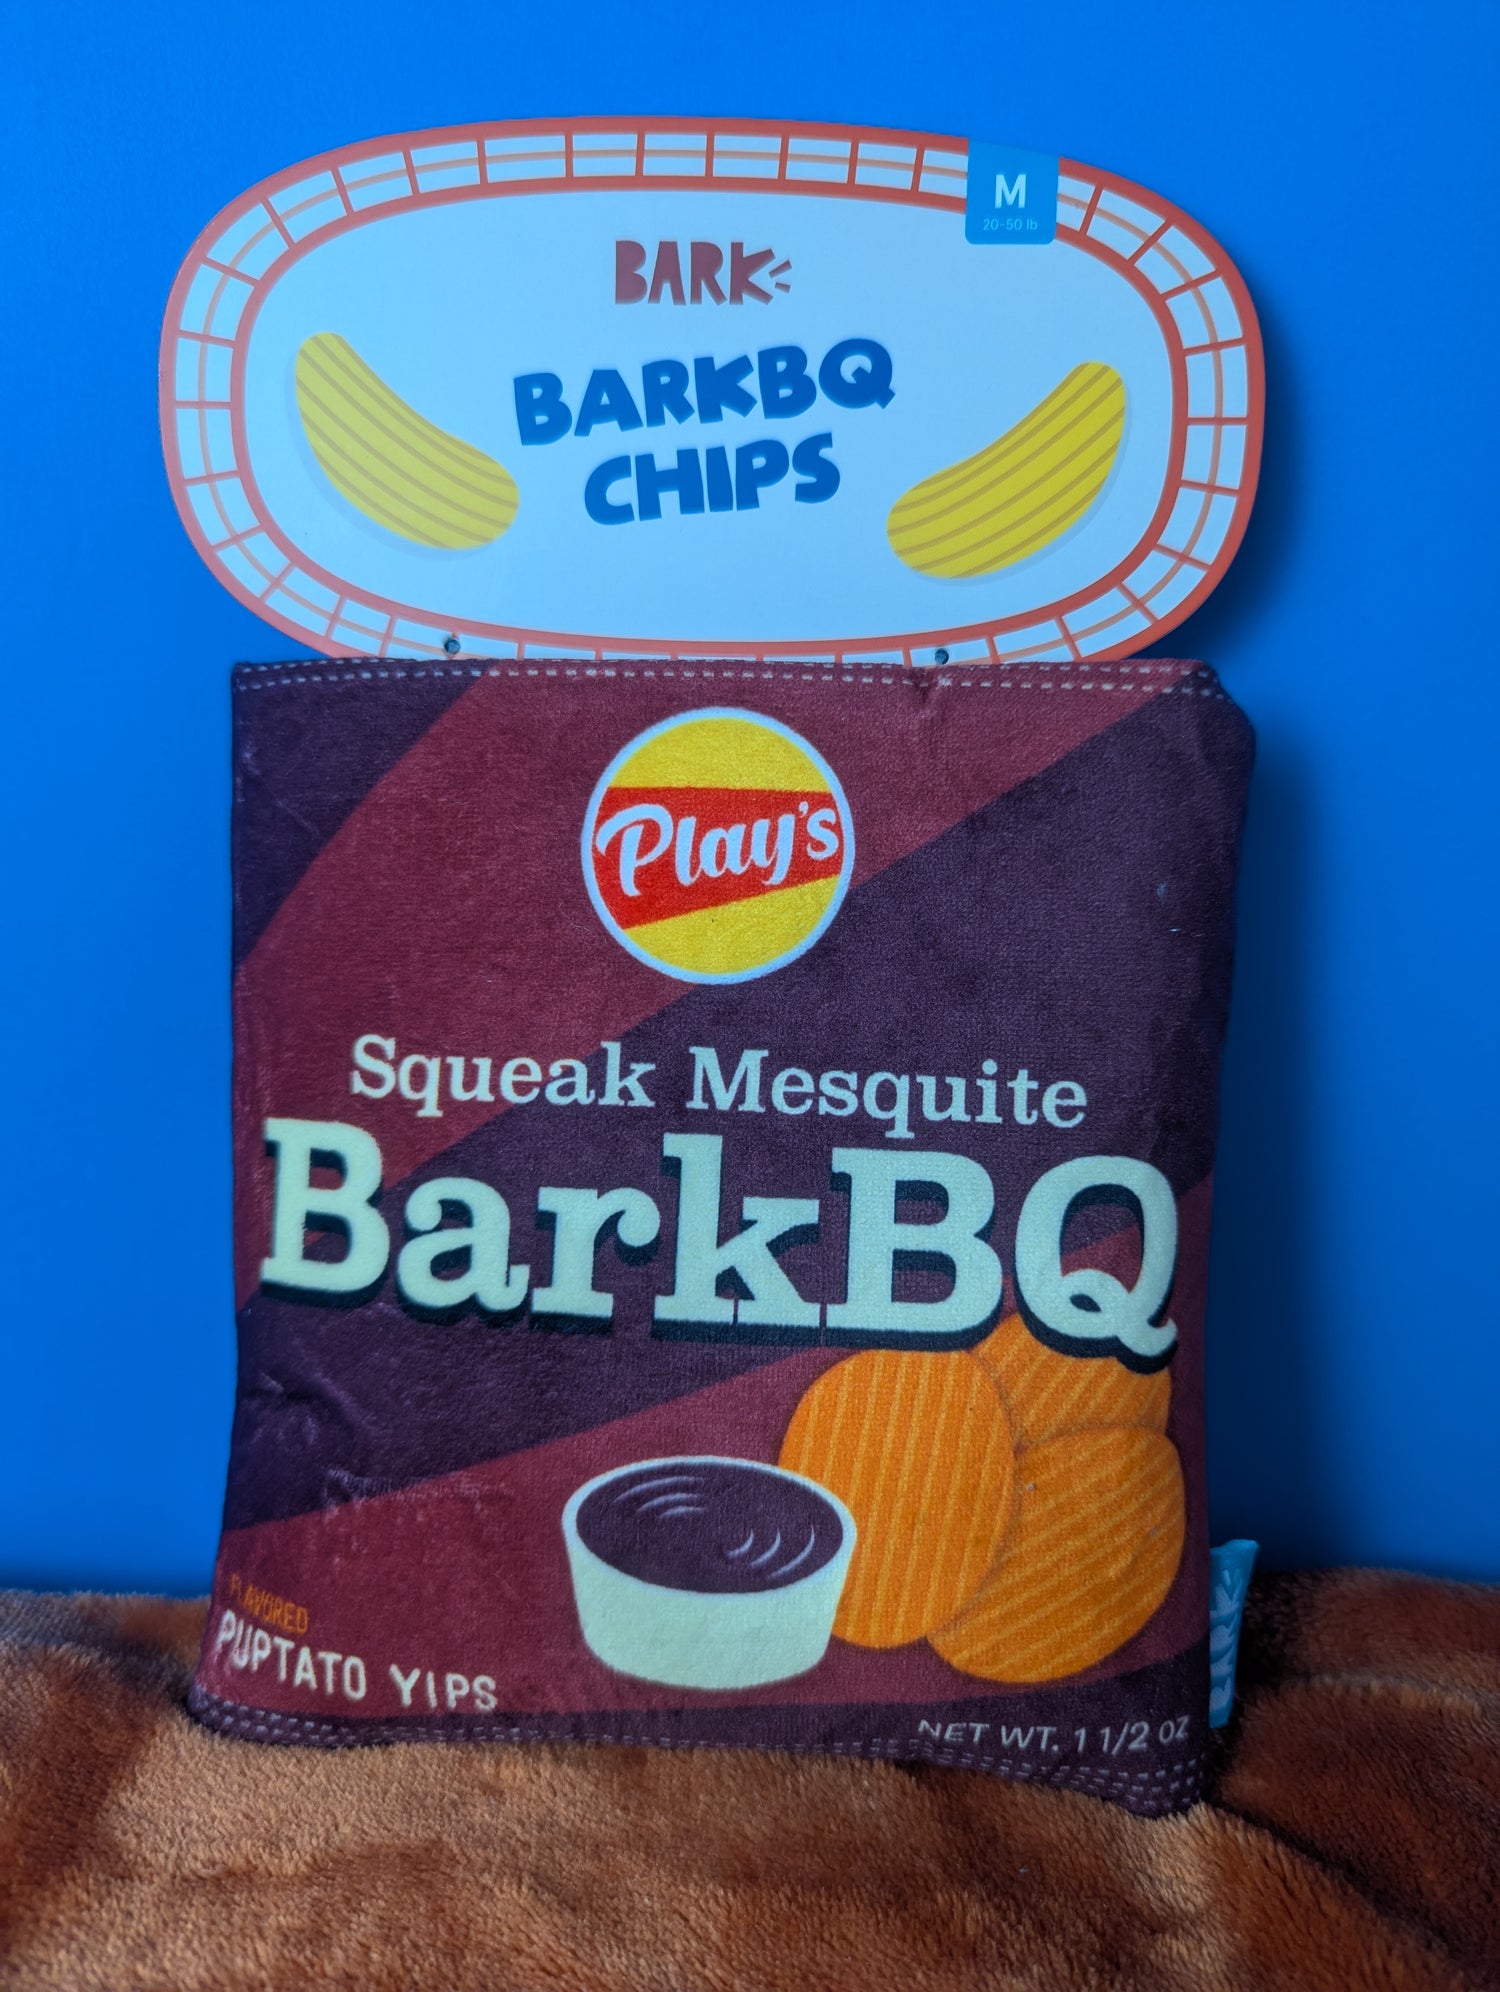 M
20-50 lb
BARK
BARKBQ
CHIPS
Play's
Squeak Mesquite
BarkBQ
FLAVORED
PUPTATO YIPS
NET WT. 1 1/2 OZ
BARK